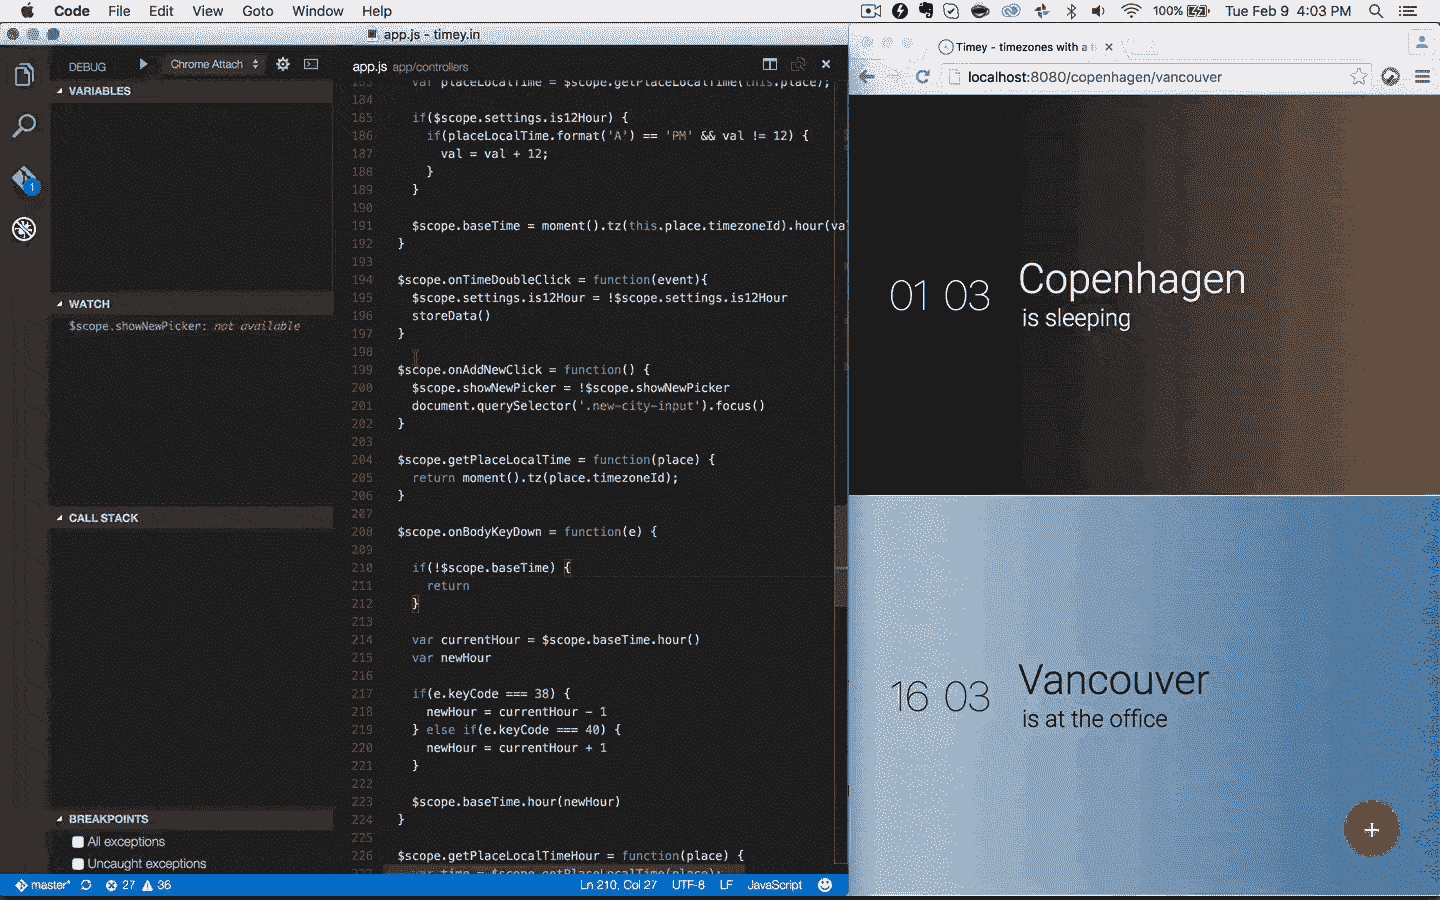 Code File Edit View Goto Window Help
100% Tue Feb 9 4:03 PM
app.js - timey.in
DEBUG Chrome Attach
VARIABLES
WATCH
$scope.showNewPicker: not available
CALL STACK
BREAKPOINTS
All exceptions
Uncaught exceptions
app.js app/controllers
183 var placeLocalTime = $scope.getPlaceLocalTime(this.place);
184
185 if($scope.settings.is12Hour) {
186 if(placeLocalTime.format('A') == 'PM' && val != 12) {
187 val = val + 12;
188 }
189 }
190
191 $scope.baseTime = moment().tz(this.place.timezoneId).hour(va
192 }
193
194 $scope.onTimeDoubleClick = function(event){
195 $scope.settings.is12Hour = !$scope.settings.is12Hour
196 storeData()
197 }
198
199 $scope.onAddNewClick = function() {
200 $scope.showNewPicker = !$scope.showNewPicker
201 document.querySelector('.new-city-input').focus()
202 }
203
204 $scope.getPlaceLocalTime = function(place) {
205 return moment().tz(place.timezoneId);
206 }
207
208 $scope.onBodyKeyDown = function(e) {
209
210 if(!$scope.baseTime) {
211 return
212 }
213
214 var currentHour = $scope.baseTime.hour()
215 var newHour
216
217 if(e.keyCode === 38) {
218 newHour = currentHour - 1
219 } else if(e.keyCode === 40) {
220 newHour = currentHour + 1
221 }
222
223 $scope.baseTime.hour(newHour)
224 }
225
226 $scope.getPlaceLocalTimeHour = function(place) {
227 var time = $scope.getPlaceLocalTime(place);
master* 27 36 Ln 210, Col 27 UTF-8 LF JavaScript
Timey - timezones with a
localhost:8080/copenhagen/vancouver
01 03 Copenhagen
is sleeping
16 03 Vancouver
is at the office
+